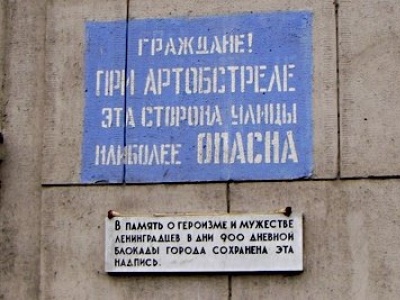 ГРАЖДАНЕ!
ПРИ АРТОБСТРЕЛЕ
ЭТА СТОРОНА УЛИЦЫ
НАИБОЛЕЕ ОПАСНА
В ПАМЯТЬ О ГЕРОИЗМЕ И МУЖЕСТВЕ
ЛЕНИНГРАДЦЕВ В ДНИ 900 ДНЕВНОЙ
БЛОКАДЫ ГОРОДА СОХРАНЕНА ЭТА
НАДПИСЬ.